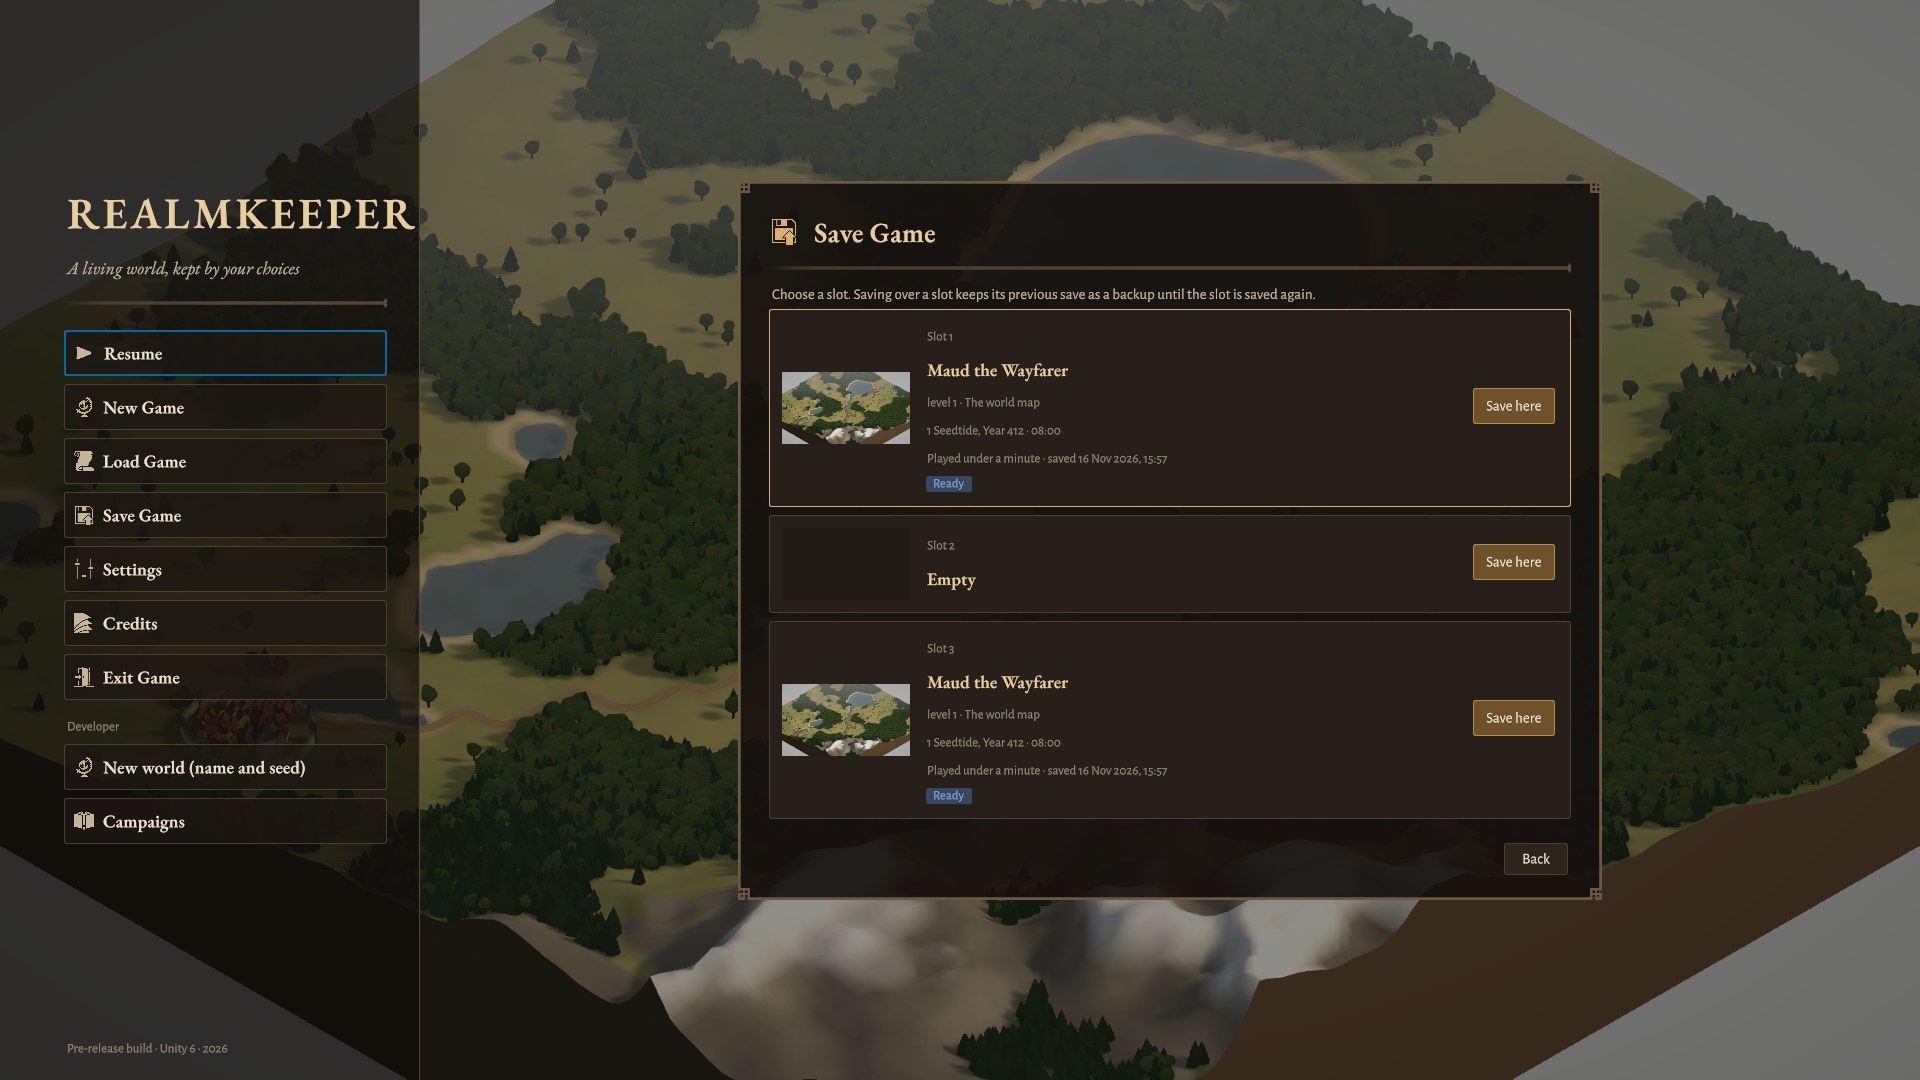 REALMKEEPER
A living world, kept by your choices
Resume
New Game
Load Game
Save Game
Settings
Credits
Exit Game
Developer
New world (name and seed)
Campaigns
Pre-release build · Unity 6 · 2026
Save Game
Choose a slot. Saving over a slot keeps its previous save as a backup until the slot is saved again.
Slot 1
Maud the Wayfarer
level 1 · The world map
1 Seedtide, Year 412 · 08:00
Played under a minute · saved 16 Nov 2026, 15:57
Ready
Save here
Slot 2
Empty
Save here
Slot 3
Maud the Wayfarer
level 1 · The world map
1 Seedtide, Year 412 · 08:00
Played under a minute · saved 16 Nov 2026, 15:57
Ready
Save here
Back